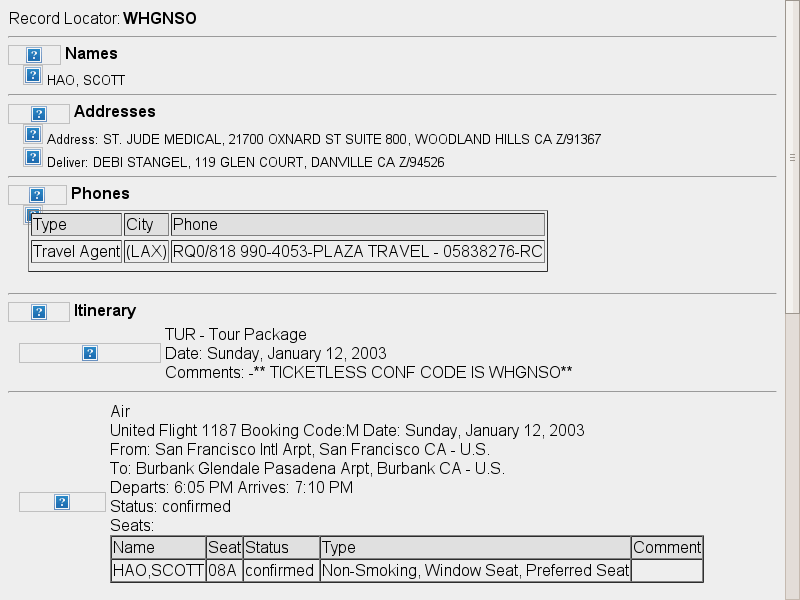 Record Locator: WHGNSO
Names
HAO, SCOTT
Addresses
Address: ST. JUDE MEDICAL, 21700 OXNARD ST SUITE 800, WOODLAND HILLS CA Z/91367
Deliver: DEBI STANGEL, 119 GLEN COURT, DANVILLE CA Z/94526
Phones
Type City Phone
Travel Agent (LAX) RQ0/818 990-4053-PLAZA TRAVEL - 05838276-RC
Itinerary
TUR - Tour Package
Date: Sunday, January 12, 2003
Comments: -** TICKETLESS CONF CODE IS WHGNSO**
Air
United Flight 1187 Booking Code:M Date: Sunday, January 12, 2003
From: San Francisco Intl Arpt, San Francisco CA - U.S.
To: Burbank Glendale Pasadena Arpt, Burbank CA - U.S.
Departs: 6:05 PM Arrives: 7:10 PM
Status: confirmed
Seats:
Name Seat Status Type Comment
HAO,SCOTT 08A confirmed Non-Smoking, Window Seat, Preferred Seat